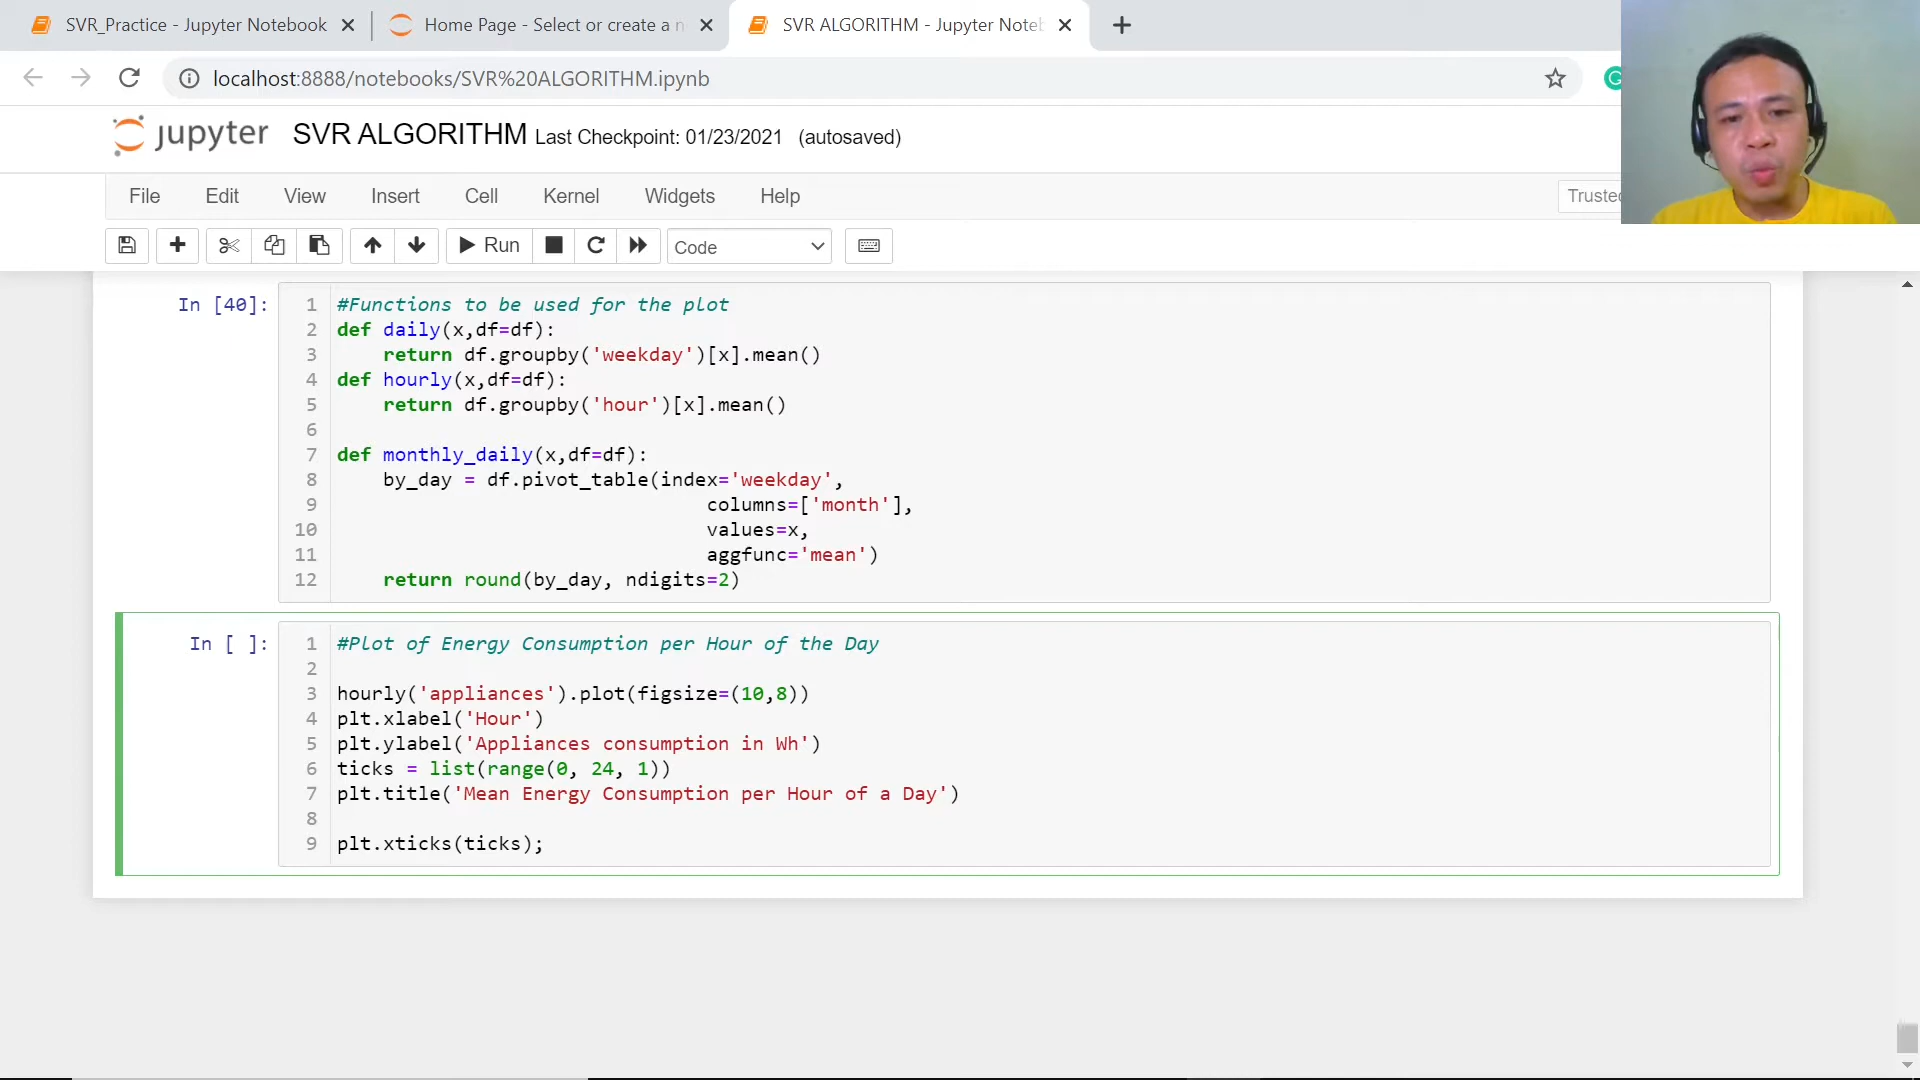 SVR_Practice - Jupyter Notebook
Home Page - Select or create a n
SVR ALGORITHM - Jupyter Noteb
localhost:8888/notebooks/SVR%20ALGORITHM.ipynb
jupyter SVR ALGORITHM Last Checkpoint: 01/23/2021 (autosaved)
File Edit View Insert Cell Kernel Widgets Help Trusted
Run Code
In [40]:
1 #Functions to be used for the plot
2 def daily(x,df=df):
3     return df.groupby('weekday')[x].mean()
4 def hourly(x,df=df):
5     return df.groupby('hour')[x].mean()
6
7 def monthly_daily(x,df=df):
8     by_day = df.pivot_table(index='weekday',
9                                 columns=['month'],
10                                 values=x,
11                                 aggfunc='mean')
12     return round(by_day, ndigits=2)
In [ ]:
1 #Plot of Energy Consumption per Hour of the Day
2
3 hourly('appliances').plot(figsize=(10,8))
4 plt.xlabel('Hour')
5 plt.ylabel('Appliances consumption in Wh')
6 ticks = list(range(0, 24, 1))
7 plt.title('Mean Energy Consumption per Hour of a Day')
8
9 plt.xticks(ticks);